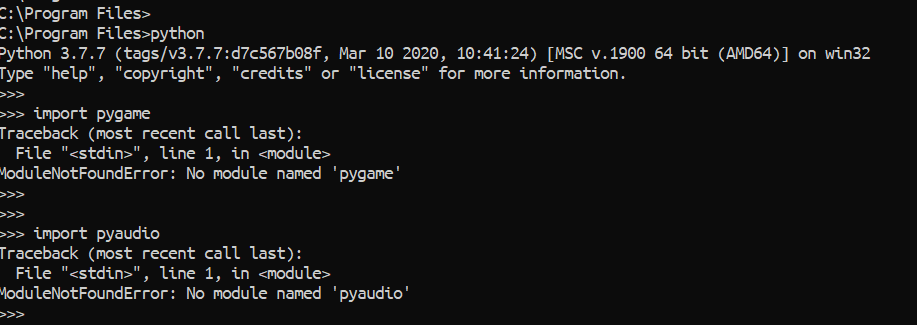 C:\Program Files>
C:\Program Files>python
Python 3.7.7 (tags/v3.7.7:d7c567b08f, Mar 10 2020, 10:41:24) [MSC v.1900 64 bit (AMD64)] on win32
Type "help", "copyright", "credits" or "license" for more information.
>>>
>>> import pygame
Traceback (most recent call last):
  File "<stdin>", line 1, in <module>
ModuleNotFoundError: No module named 'pygame'
>>>
>>>
>>> import pyaudio
Traceback (most recent call last):
  File "<stdin>", line 1, in <module>
ModuleNotFoundError: No module named 'pyaudio'
>>>